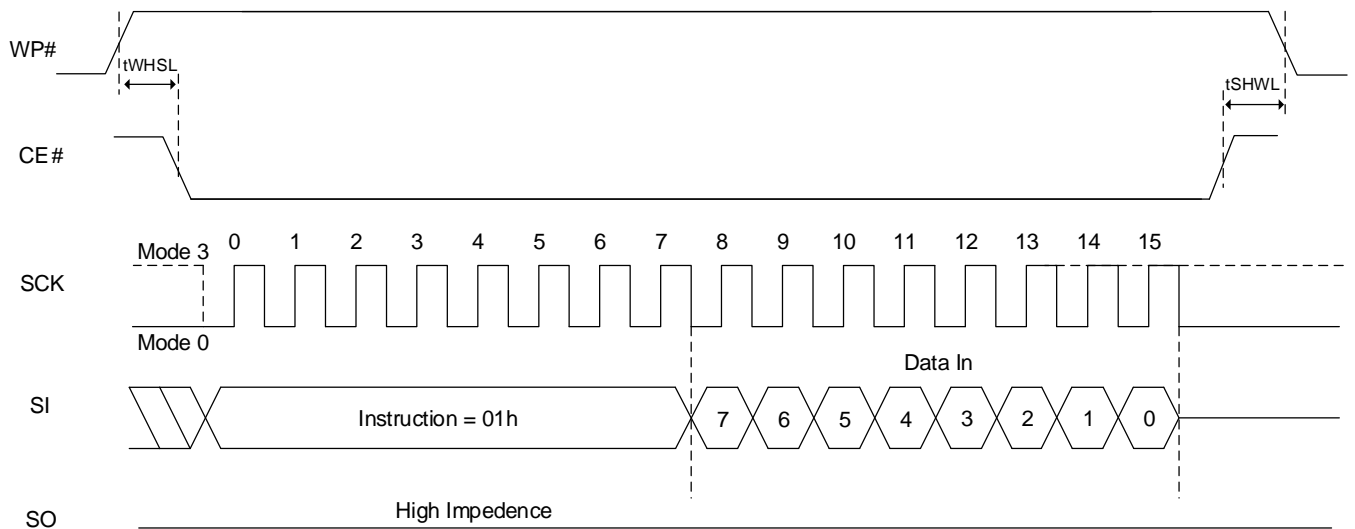 WP#
tWHSL
tSHWL
CE#
0 1 2 3 4 5 6 7 8 9 10 11 12 13 14 15
Mode 3
SCK
Mode 0
Data In
SI
Instruction = 01h
7 6 5 4 3 2 1 0
High Impedence
SO